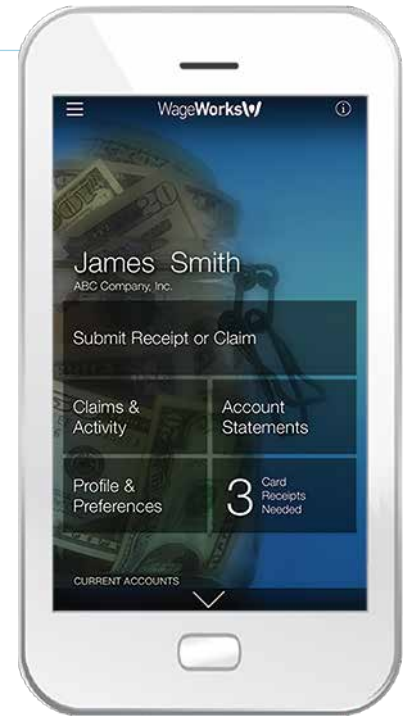 WageWorks
James Smith
ABC Company, Inc.
Submit Receipt or Claim
Claims &
Activity
Account
Statements
Profile &
Preferences
3 Card
Receipts
Needed
CURRENT ACCOUNTS